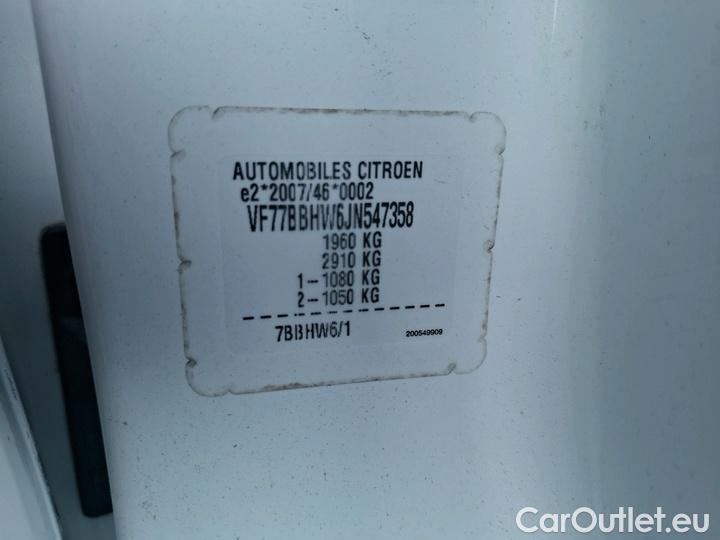 AUTOMOBILES CITROEN
e2*2007/46*0002
VF77BBHW6JN547358
1960 KG
2910 KG
1-1080 KG
2-1050 KG
7BBHW6/1
200549909
CarOutlet.eu